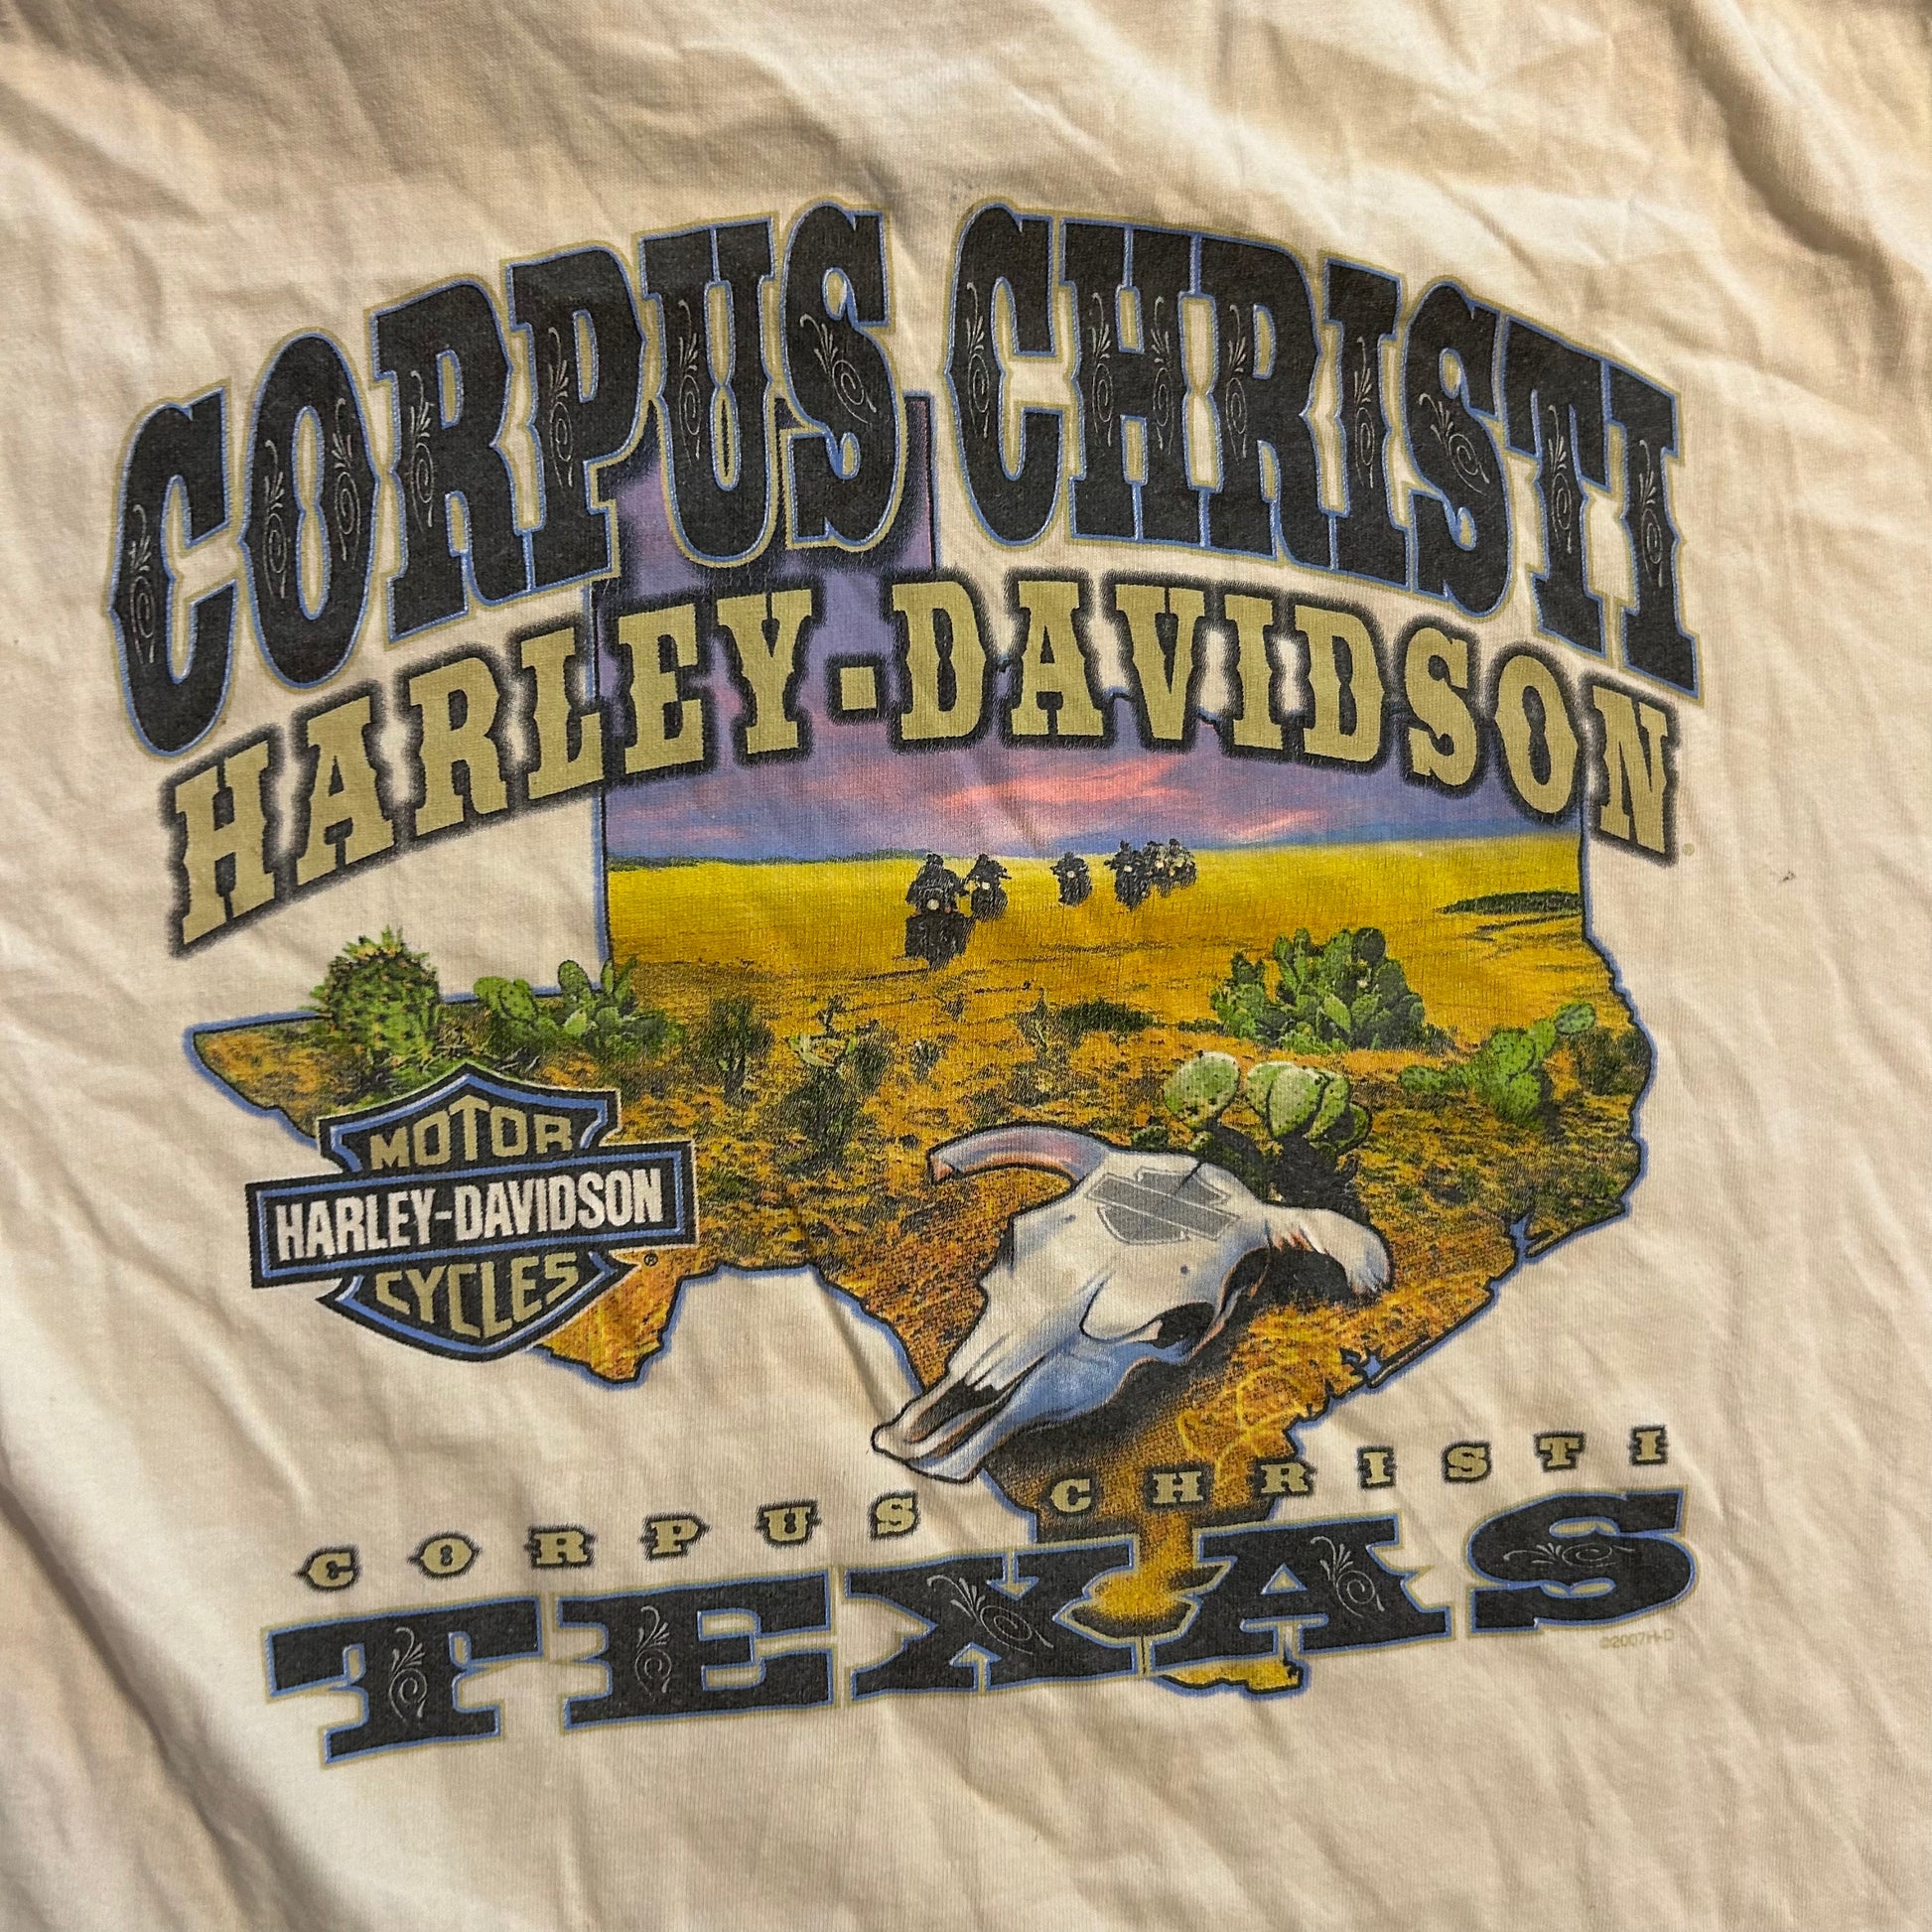 CORPUS CHRISTI
HARLEY-DAVIDSON
MOTOR
HARLEY-DAVIDSON
CYCLES
®
CORPUS CHRISTI
TEXAS
©2007H-D